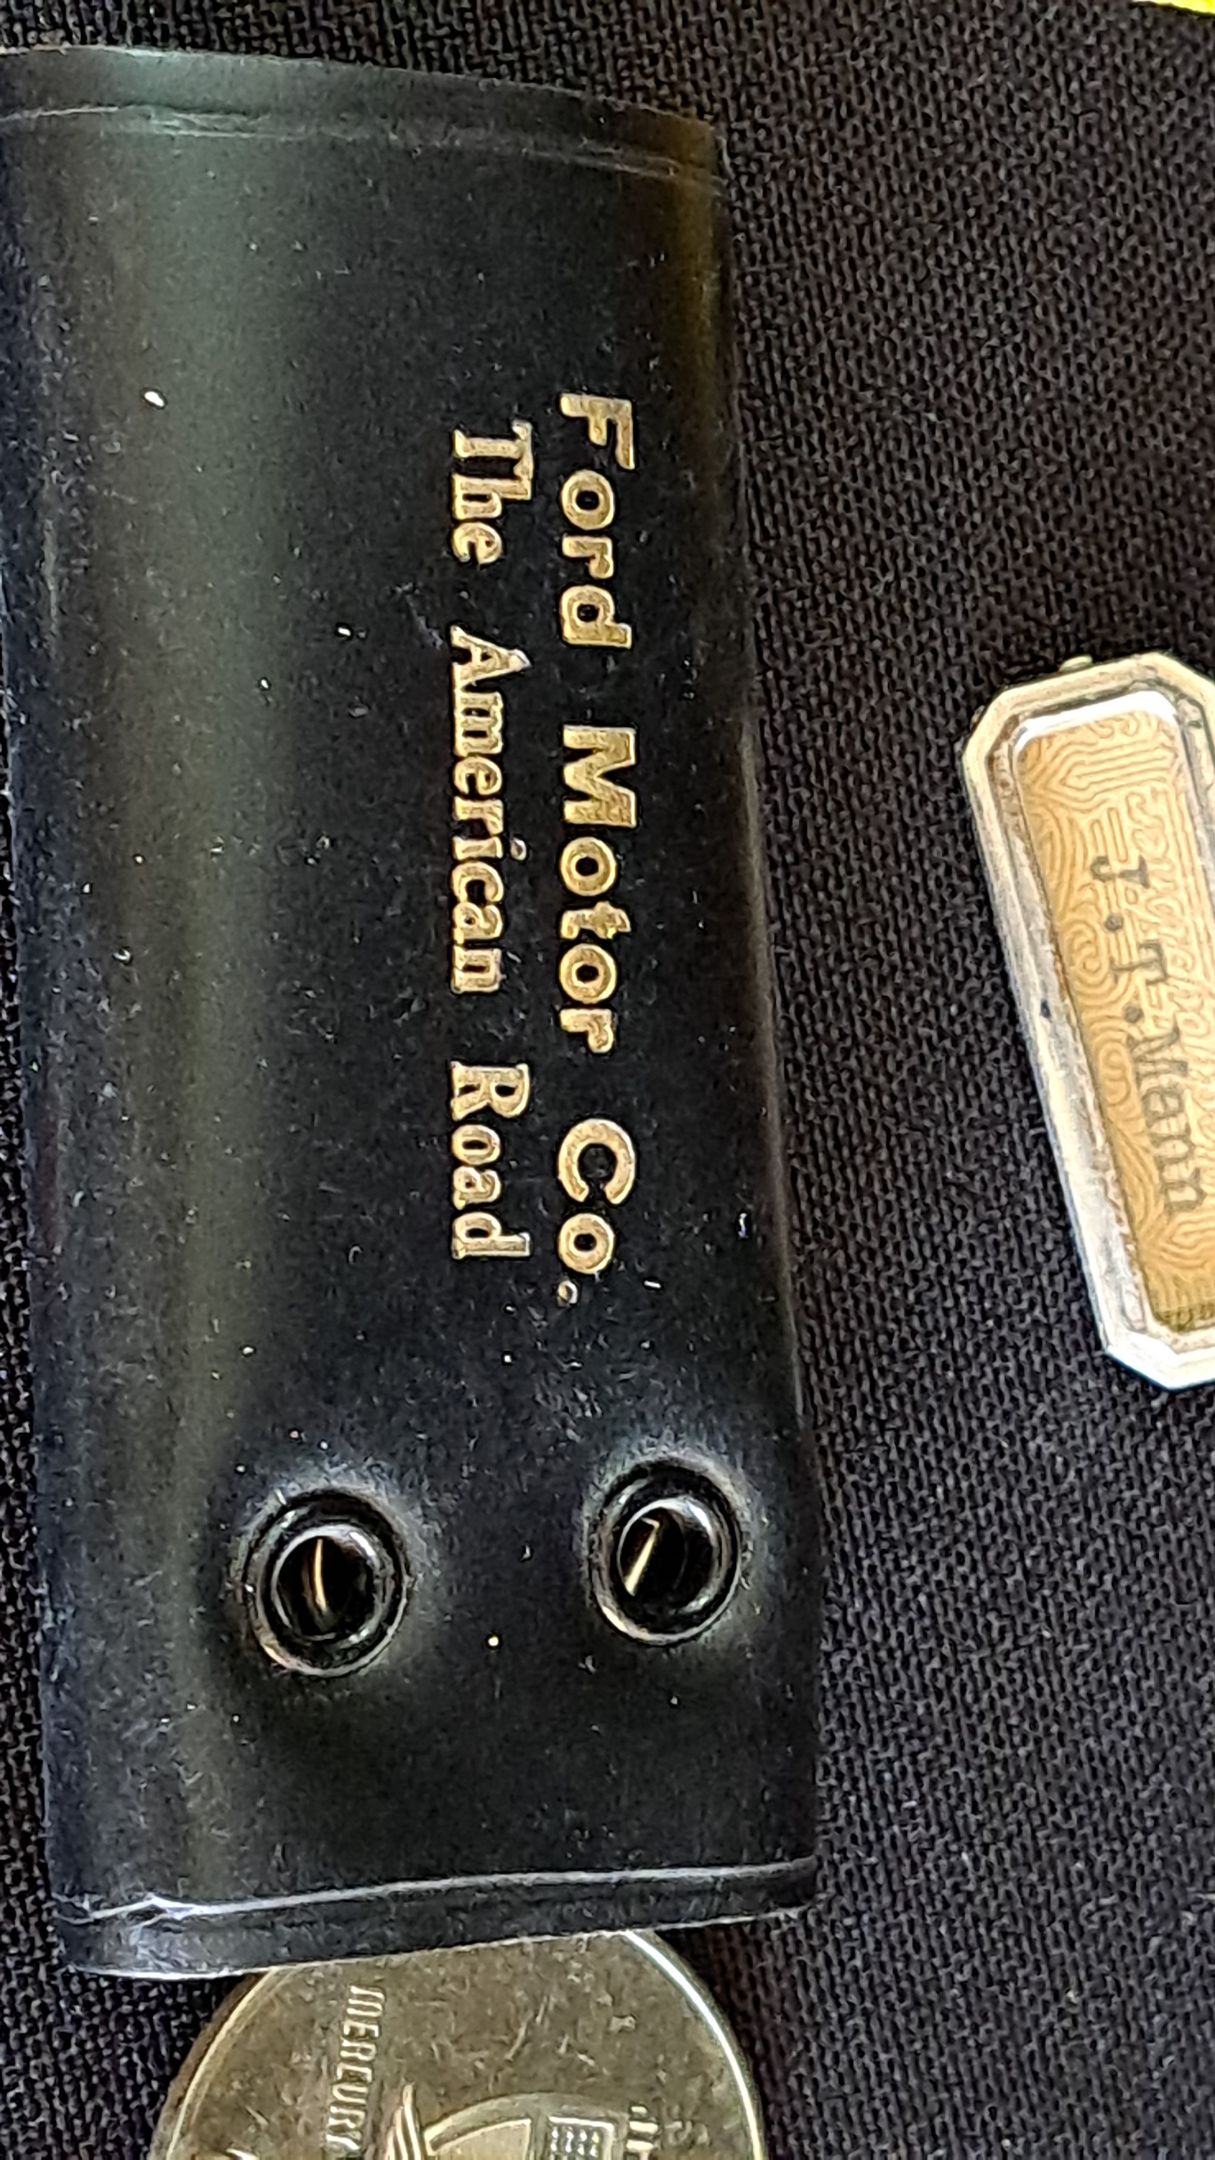 Ford Motor Co.
The American Road
J.T.Mann
MERCURY